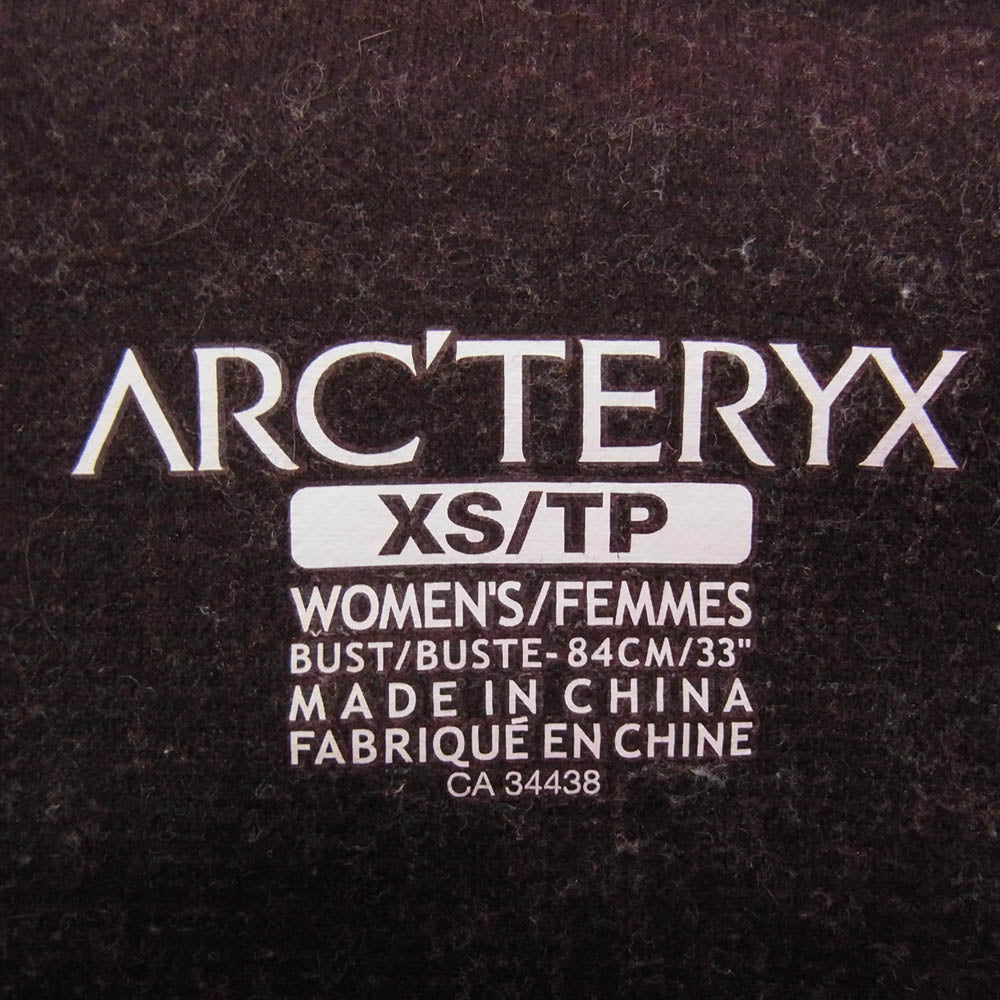 ARC'TERYX
XS/TP
WOMEN'S/FEMMES
BUST/BUSTE- 84CM/33"
MADE IN CHINA
FABRIQUÉ EN CHINE
CA 34438